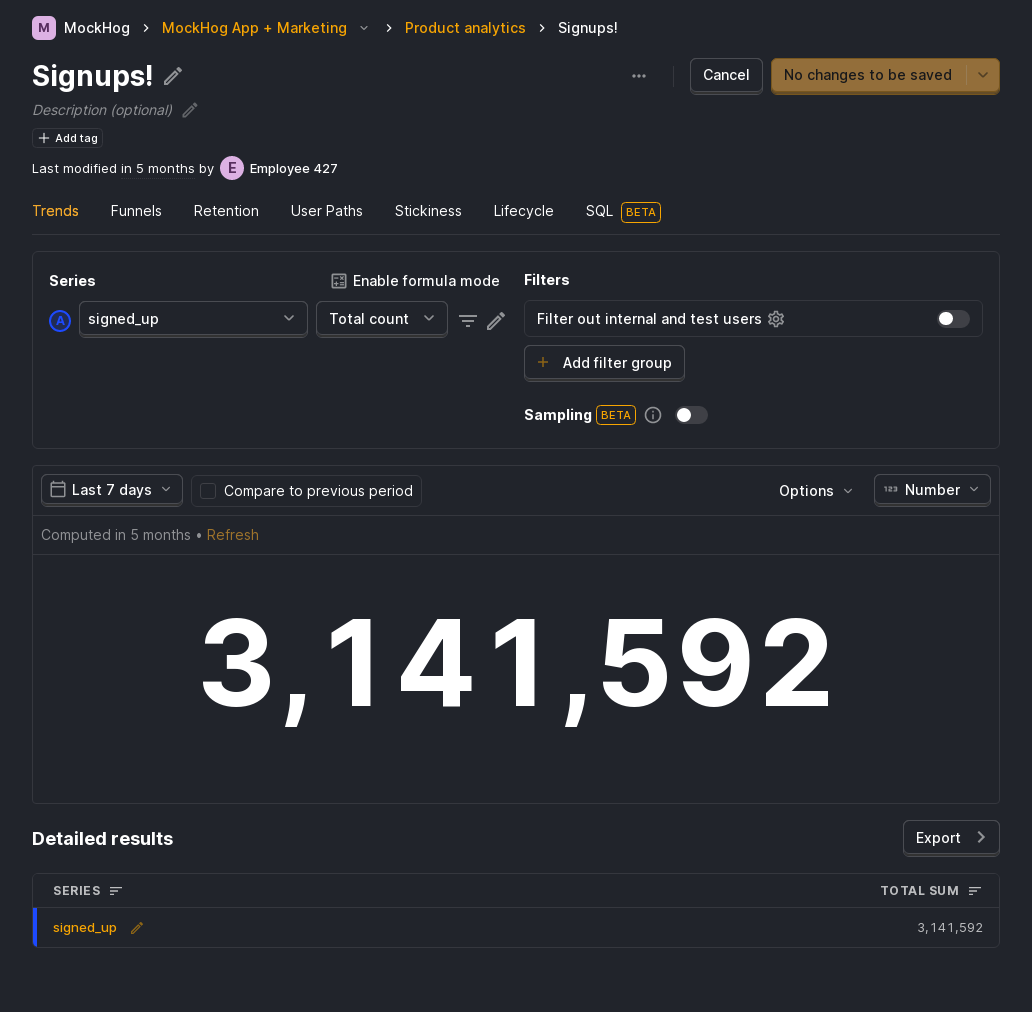 M MockHog MockHog App + Marketing Product analytics Signups!
Signups!
Cancel
No changes to be saved
Description (optional)
Add tag
Last modified in 5 months by E Employee 427
Trends Funnels Retention User Paths Stickiness Lifecycle SQL BETA
Series
Enable formula mode
A signed_up Total count
Filters
Filter out internal and test users
Add filter group
Sampling BETA
Last 7 days Compare to previous period Options 123 Number
Computed in 5 months • Refresh
3,141,592
Detailed results
Export
SERIES TOTAL SUM
signed_up 3,141,592